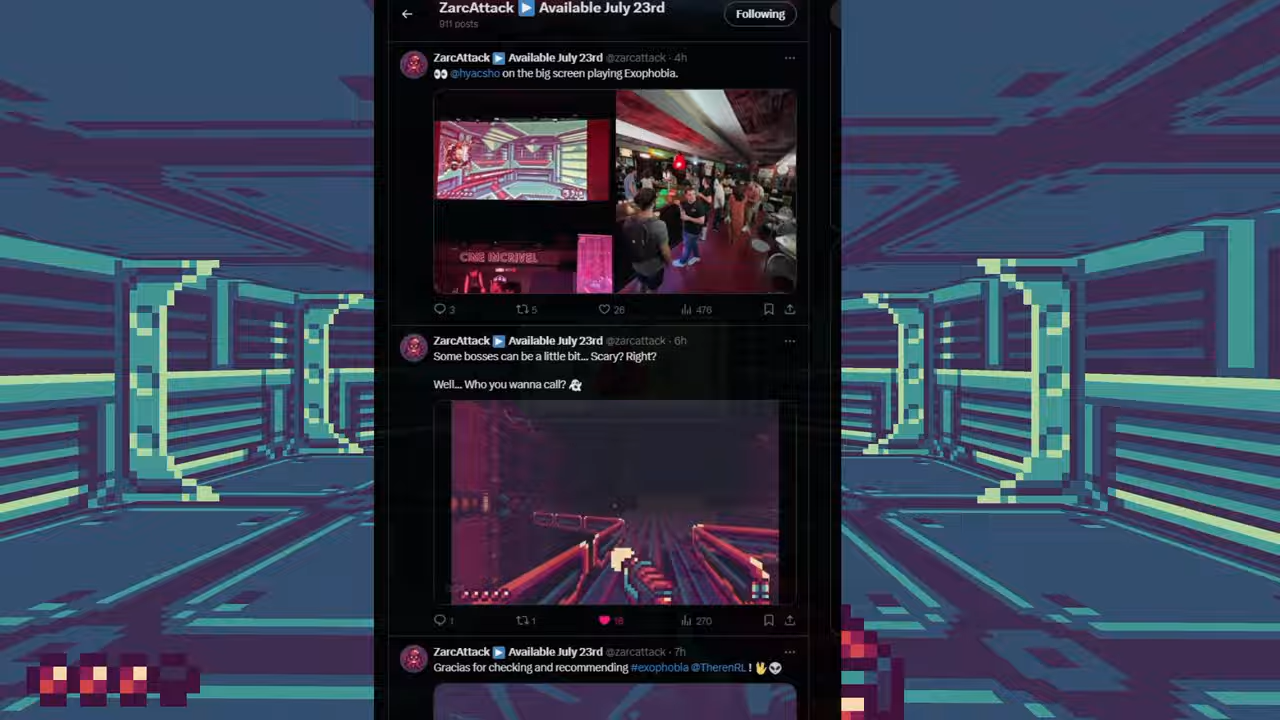 ZarcAttack ▶️ Available July 23rd
911 posts
Following
ZarcAttack ▶️ Available July 23rd @zarcattack · 4h
👀 @hyacsho on the big screen playing Exophobia.
CINE INCRÍVEL
3 5 26 476
ZarcAttack ▶️ Available July 23rd @zarcattack · 6h
Some bosses can be a little bit... Scary? Right?
Well... Who you wanna call? 👻
1 1 16 270
ZarcAttack ▶️ Available July 23rd @zarcattack · 7h
Gracias for checking and recommending #exophobia @TherenRL ! 🖖👽